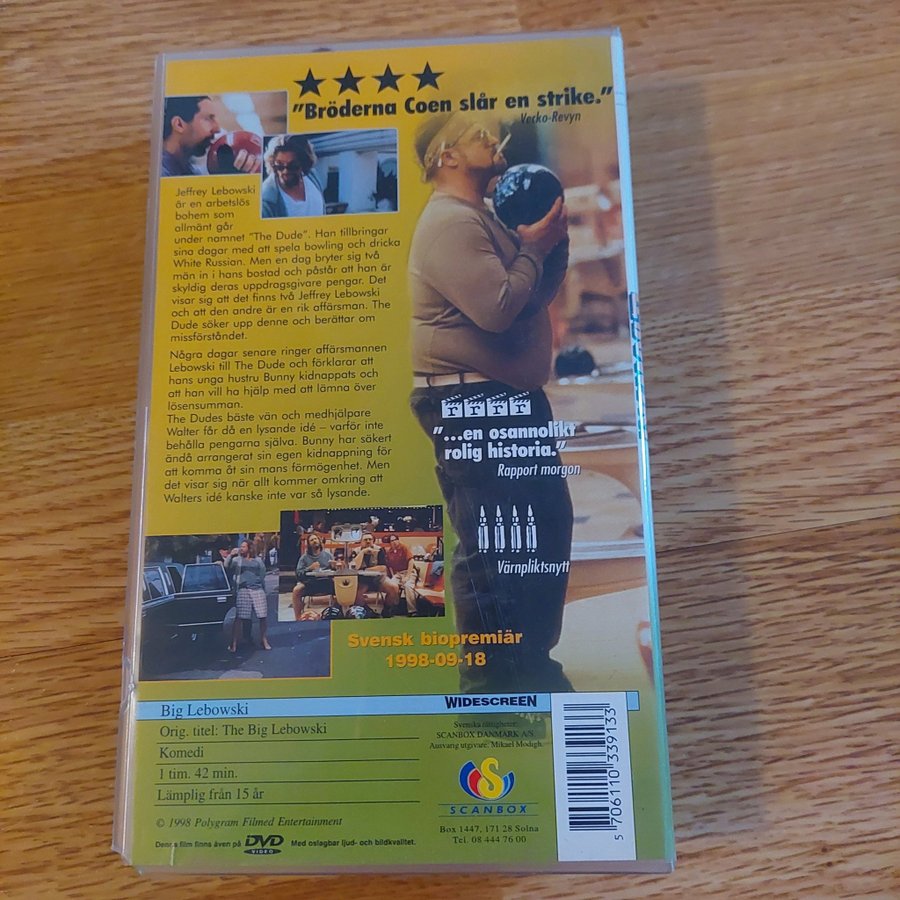 "Bröderna Coen slår en strike."
Vecko-Revyn
Jeffrey Lebowski
är en arbetslös
bohem som
allmänt går
under namnet "The Dude". Han tillbringar
sina dagar med att spela bowling och dricka
White Russian. Men en dag bryter sig två
män in i hans bostad och påstår att han är
skyldig deras uppdragsgivare pengar. Det
visar sig att det finns två Jeffrey Lebowski
och att den andre är en rik affärsman. The
Dude söker upp denne och berättar om
missförståndet.
Några dagar senare ringer affärsmannen
Lebowski till The Dude och förklarar att
hans unga hustru Bunny kidnappats och
att han vill ha hjälp med att lämna över
lösensumman.
The Dudes bäste vän och medhjälpare
Walter får då en lysande idé – varför inte
behålla pengarna själva. Bunny har säkert
ändå arrangerat sin egen kidnappning för
att komma åt sin mans förmögenhet. Men
det visar sig när allt kommer omkring att
Walters idé kanske inte var så lysande.
r r r r
"...en osannolikt
rolig historia."
Rapport morgon
Värnpliktsnytt
Svensk biopremiär
1998-09-18
Big Lebowski
Orig. titel: The Big Lebowski
Komedi
1 tim. 42 min.
Lämplig från 15 år
© 1998 Polygram Filmed Entertainment
Denna film finns även på DVD VIDEO Med oslagbar ljud- och bildkvalitet.
WIDESCREEN
Svenska rättigheter:
SCANBOX DANMARK A/S
Ansvarig utgivare: Mikael Modigh
S
SCANBOX
Box 1447, 171 28 Solna
Tel. 08 444 76 00
5 706110 339133